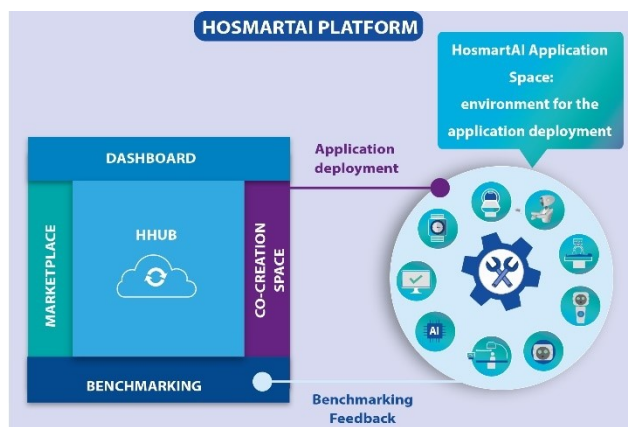 HOSMARTAI PLATFORM
HosmartAI Application
Space:
environment for the
application deployment
Application
deployment
DASHBOARD
MARKETPLACE
HHUB
CO-CREATION
SPACE
AI
BENCHMARKING
Benchmarking
Feedback